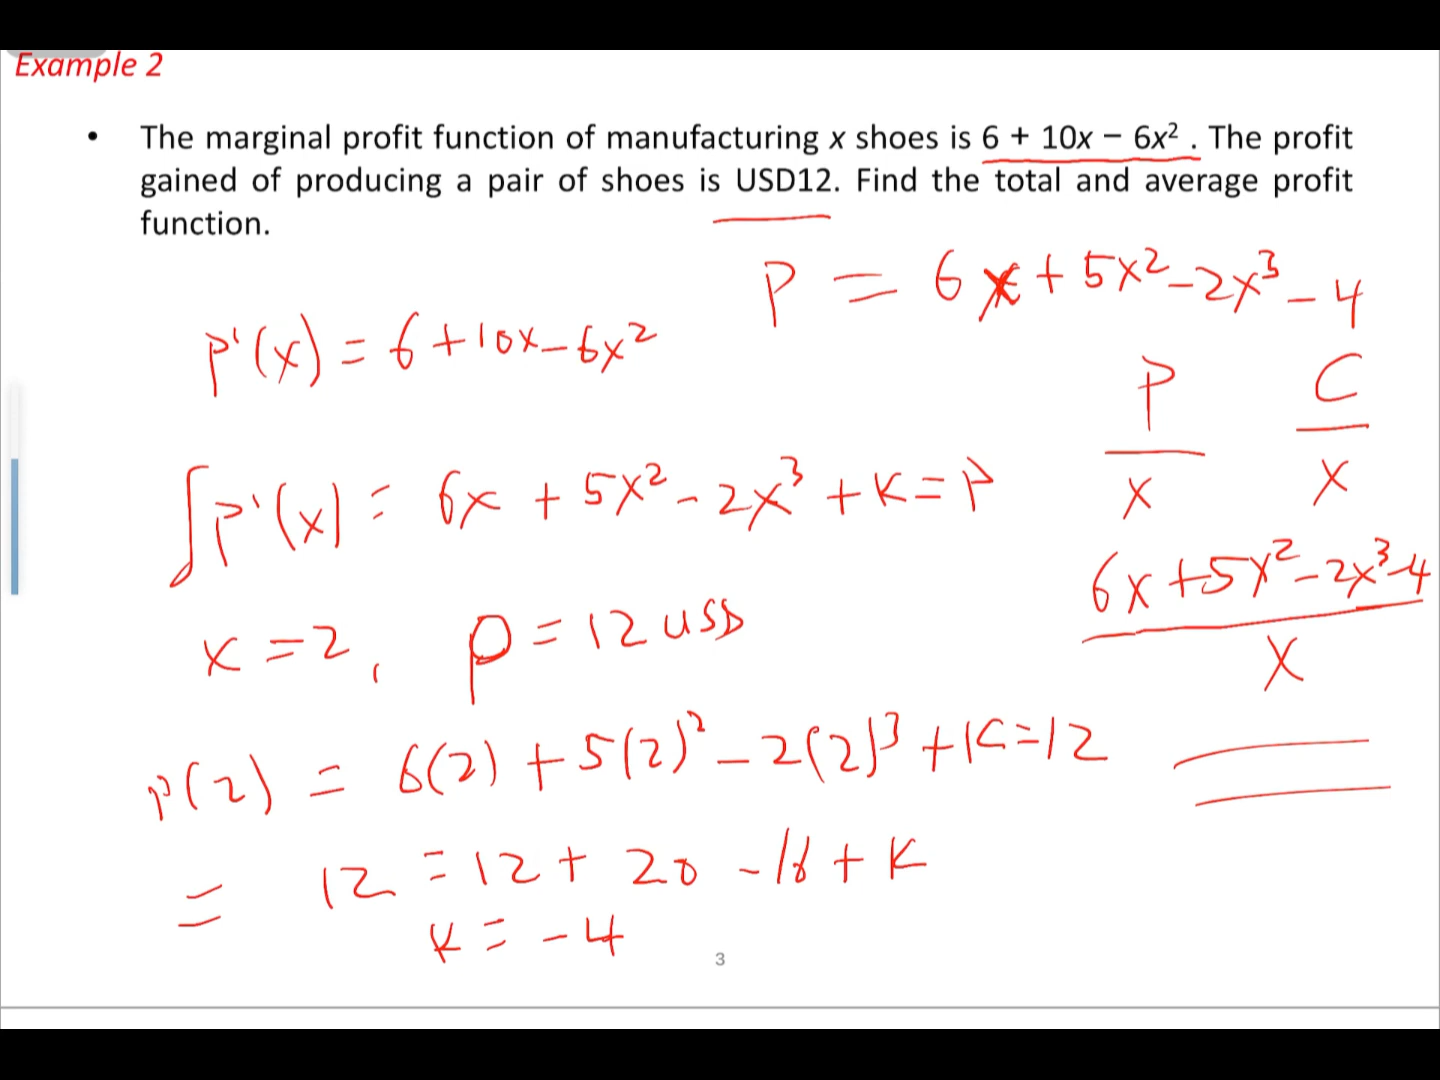 Example 2
• The marginal profit function of manufacturing x shoes is 6 + 10x − 6x² . The profit
gained of producing a pair of shoes is USD12. Find the total and average profit
function.
P = 6x + 5x² - 2x³ - 4
P'(x) = 6 + 10x - 6x²
P/x
C/x
∫P'(x) = 6x + 5x² - 2x³ + K = P
(6x + 5x² - 2x³ - 4)/x
x = 2, P = 12 USD
P(2) = 6(2) + 5(2)² - 2(2)³ + K = 12
= 12 = 12 + 20 - 16 + K
K = -4
3